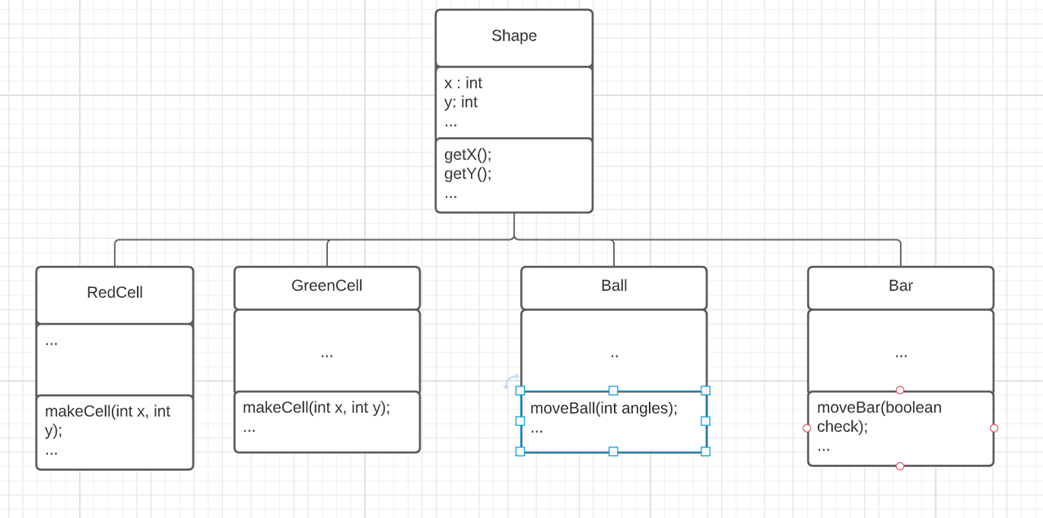 Shape
x : int
y: int
...
getX();
getY();
...
RedCell
...
makeCell(int x, int
y);
...
GreenCell
...
makeCell(int x, int y);
...
Ball
..
moveBall(int angles);
...
Bar
...
moveBar(boolean
check);
...